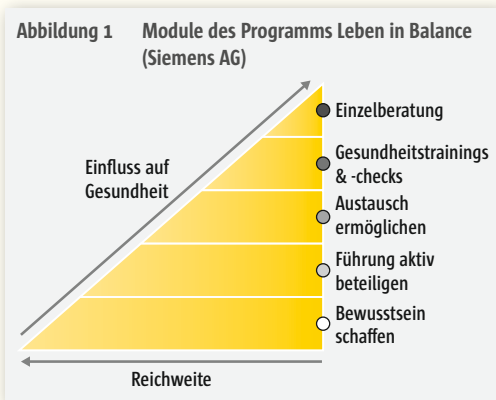 Abbildung 1 Module des Programms Leben in Balance
(Siemens AG)
Einzelberatung
Einfluss auf
Gesundheit
Gesundheitstrainings
& -checks
Austausch
ermöglichen
Führung aktiv
beteiligen
Bewusstsein
schaffen
Reichweite